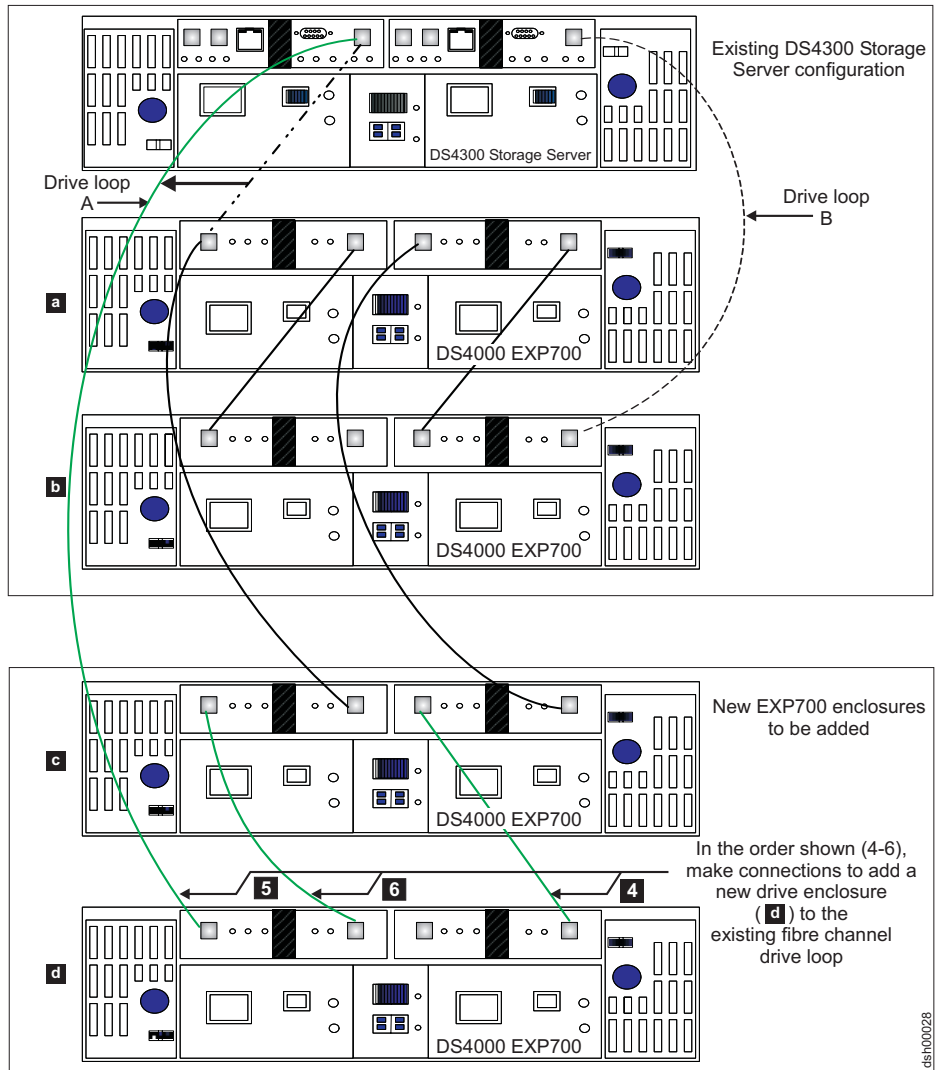 Existing DS4300 Storage
Server configuration
DS4300 Storage Server
Drive loop
A
Drive loop
B
a
DS4000 EXP700
b
DS4000 EXP700
New EXP700 enclosures
to be added
c
DS4000 EXP700
In the order shown (4-6),
make connections to add a
new drive enclosure
( d ) to the
existing fibre channel
drive loop
5
6
4
d
DS4000 EXP700
dsh00028